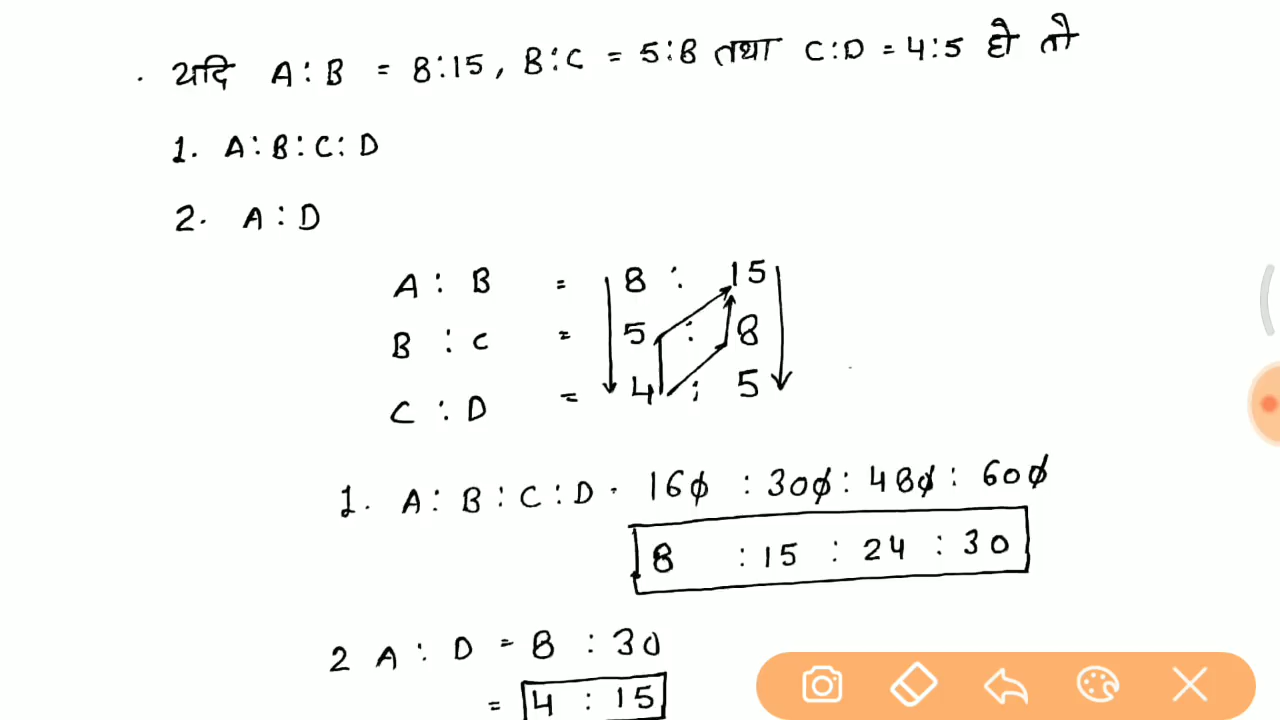 . यदि A:B = 8:15, B:C = 5:8 तथा C:D = 4:5 हो तो
1. A:B:C:D
2. A:D
A : B = 8 : 15
B : C = 5 : 8
C : D = 4 : 5
1. A:B:C:D. 160 : 300 : 480 : 600
8 : 15 : 24 : 30
2 A : D = 8 : 30
= 4 : 15